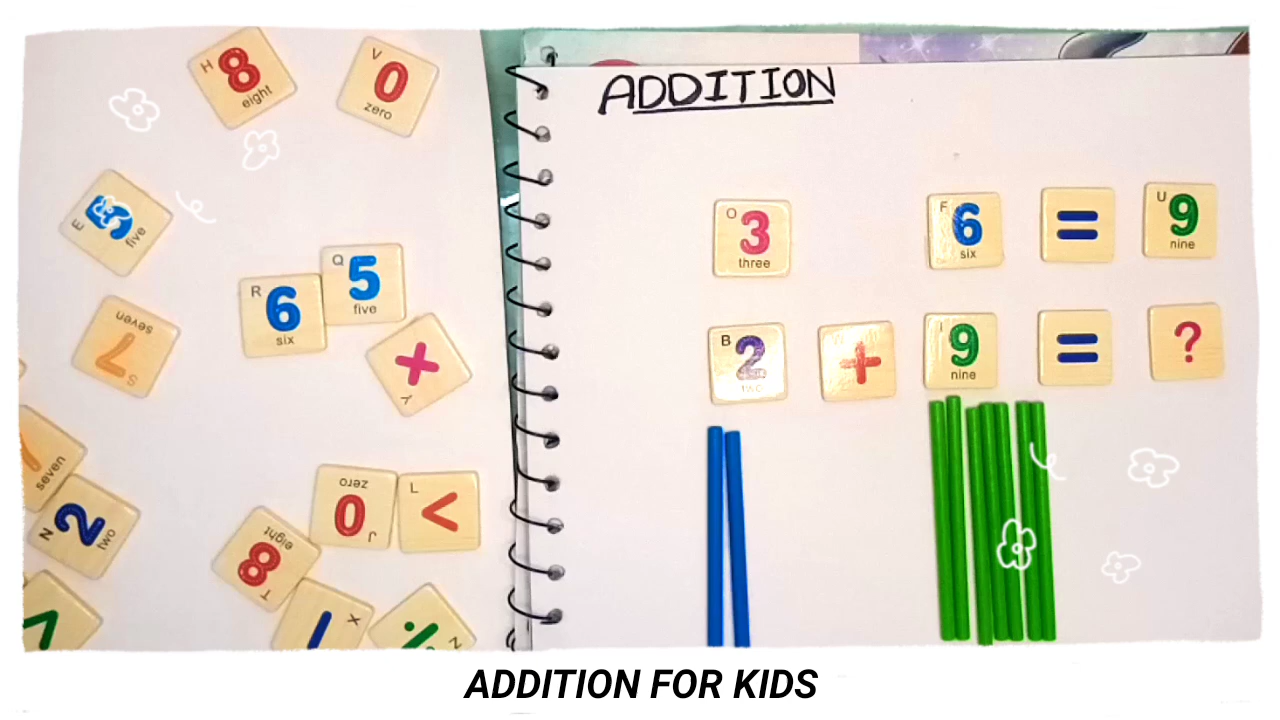 H 8 eight
V 0 zero
E 5 five
Q 5 five
R 6 six
S 7 seven
× Y
seven
N 2 two
J 0 zero
L <
T 8 eight
X
÷ Z
ADDITION
O 3 three F 6 six = U 9 nine
B 2 two + I 9 nine = ?
ADDITION FOR KIDS